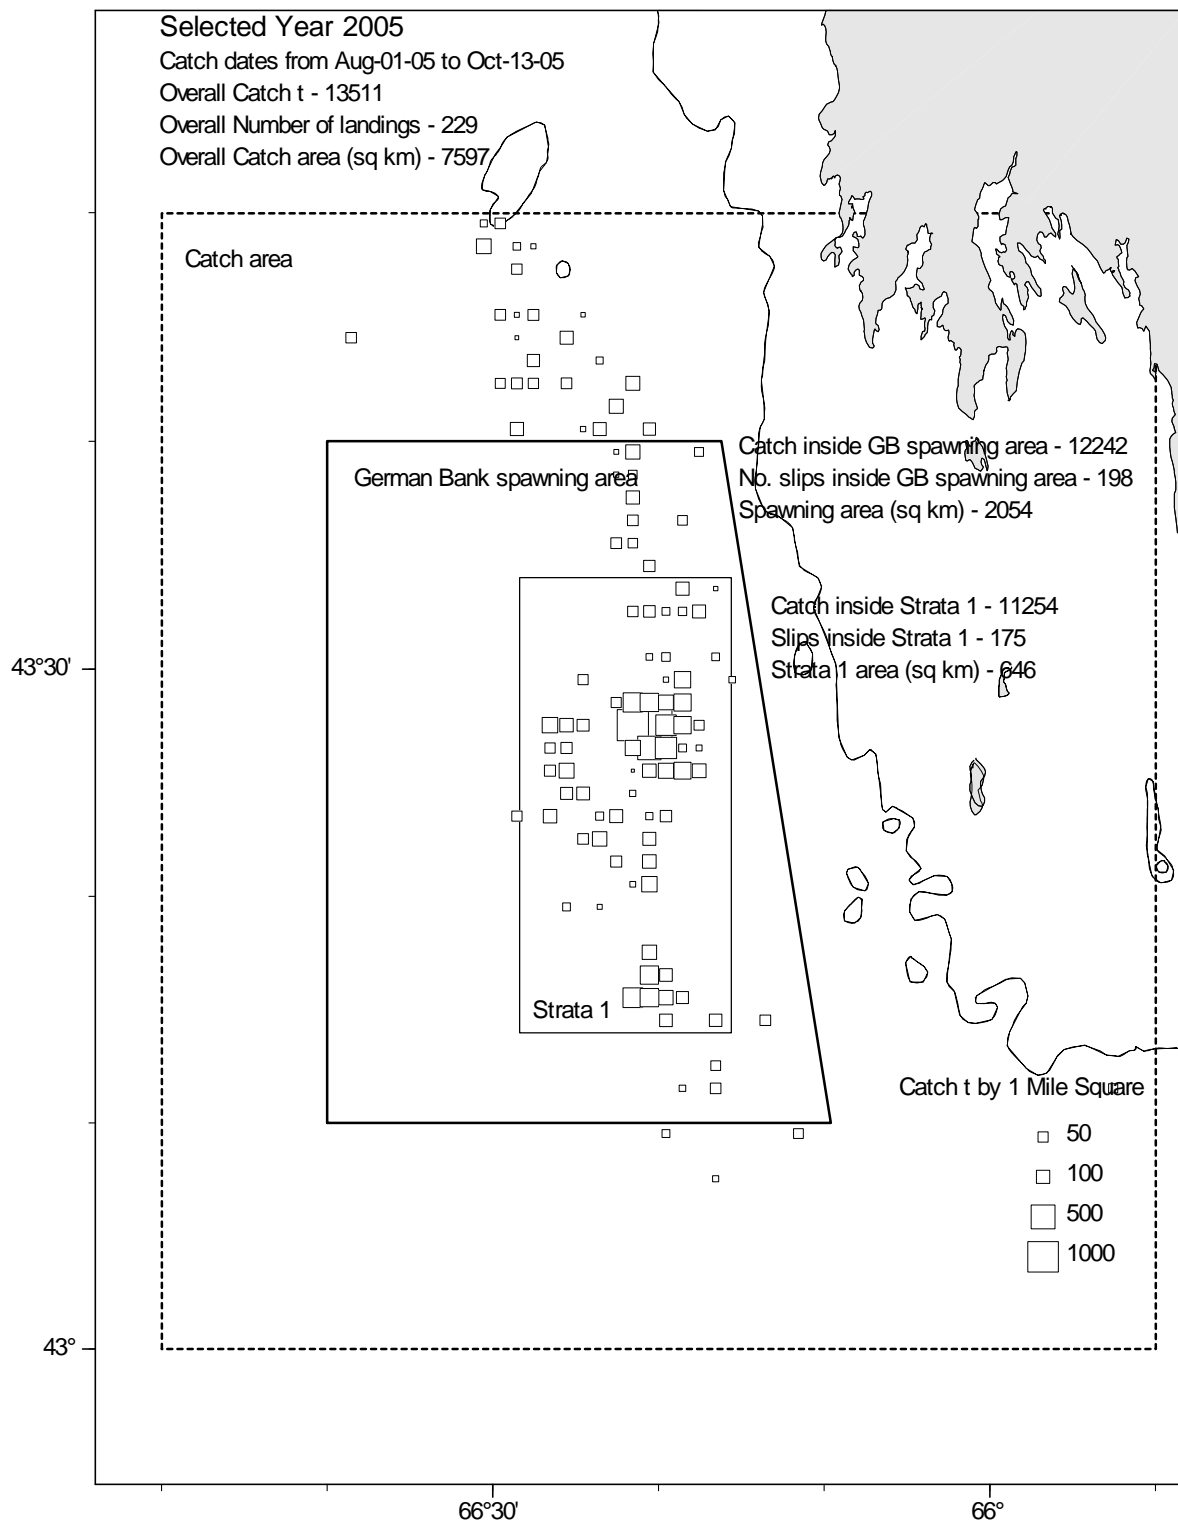 Selected Year 2005
Catch dates from Aug-01-05 to Oct-13-05
Overall Catch t - 13511
Overall Number of landings - 229
Overall Catch area (sq km) - 7597
Catch area
Catch inside GB spawning area - 12242
German Bank spawning area
No. slips inside GB spawning area - 198
Spawning area (sq km) - 2054
Catch inside Strata 1 - 11254
Slips inside Strata 1 - 175
43°30'
Strata 1 area (sq km) - 646
Strata 1
Catch t by 1 Mile Square
50
100
500
1000
43°
66°30'
66°